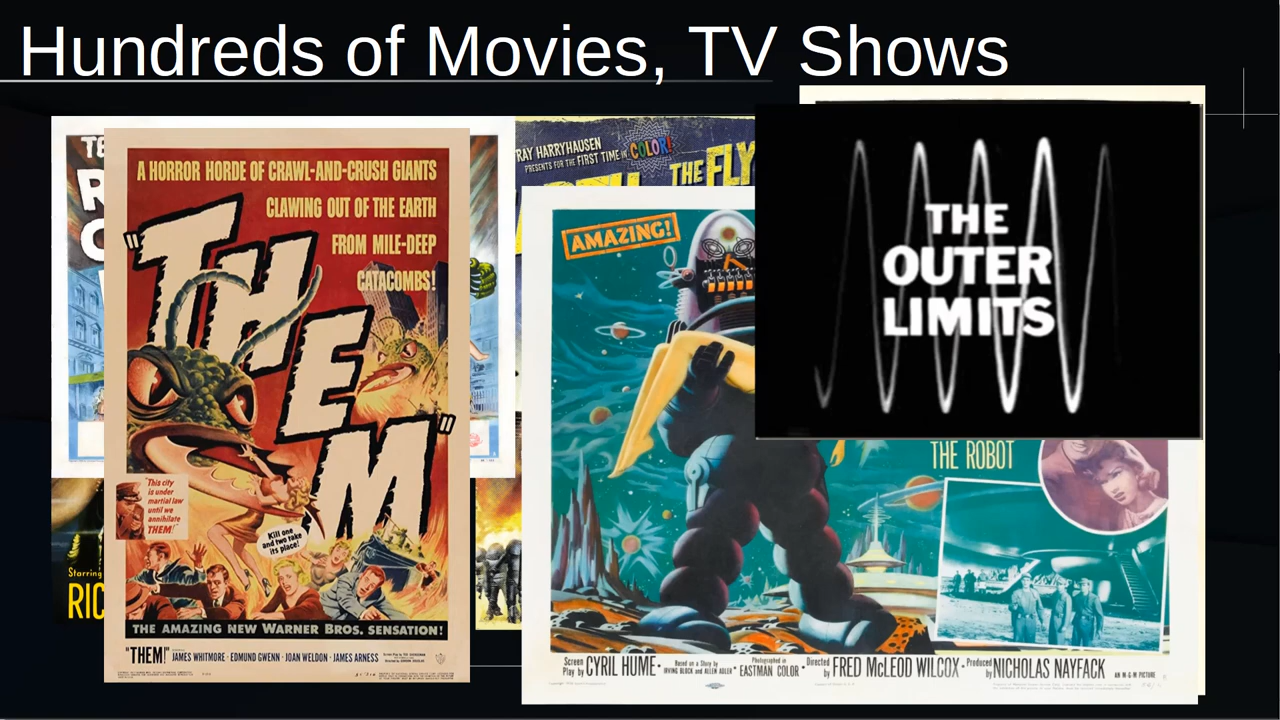 Hundreds of Movies, TV Shows
RAY HARRYHAUSEN
PRESENTS FOR THE FIRST TIME IN COLOR!
THE FLY
A HORROR HORDE OF CRAWL-AND-CRUSH GIANTS
CLAWING OUT OF THE EARTH
FROM MILE-DEEP
CATACOMBS!
"THEM"
"This city
is under
martial law
until we
annihilate
THEM!"
Kill one
and two take
its place!
THE AMAZING NEW WARNER BROS. SENSATION!
"THEM!" JAMES WHITMORE · EDMUND GWENN · JOAN WELDON · JAMES ARNESS
Starring
RIC
AMAZING!
THE
OUTER
LIMITS
THE ROBOT
Screen Play by CYRIL HUME · Based on a Story by IRVING BLOCK and ALLEN ADLER · Photographed in EASTMAN COLOR · Directed by FRED McLEOD WILCOX · Produced by NICHOLAS NAYFACK AN M-G-M PICTURE